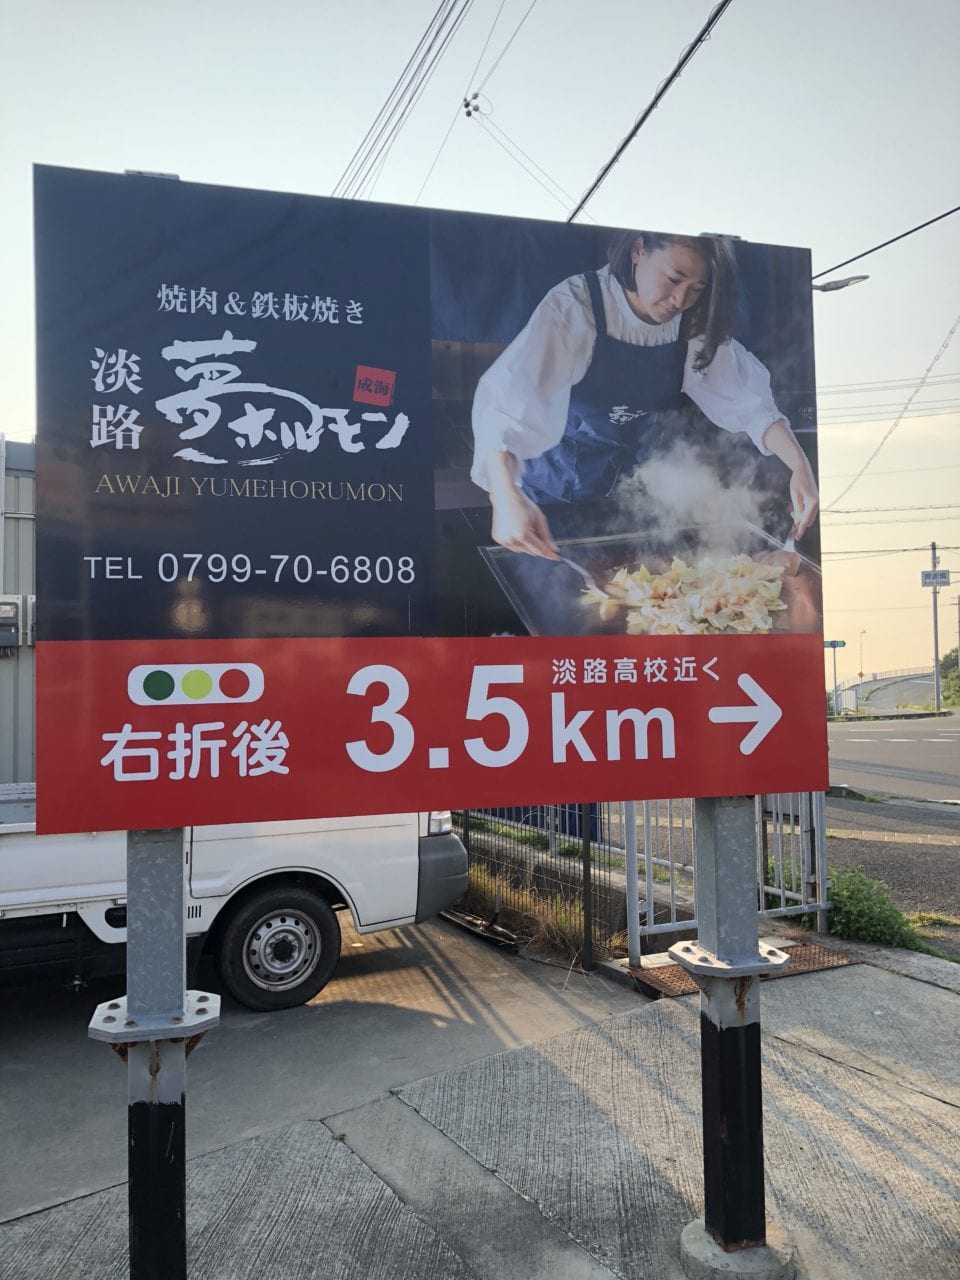 焼肉&鉄板焼き
淡路
夢ホルモン
成海
AWAJI YUMEHORUMON
TEL 0799-70-6808
淡路高校近く
右折後 3.5km →